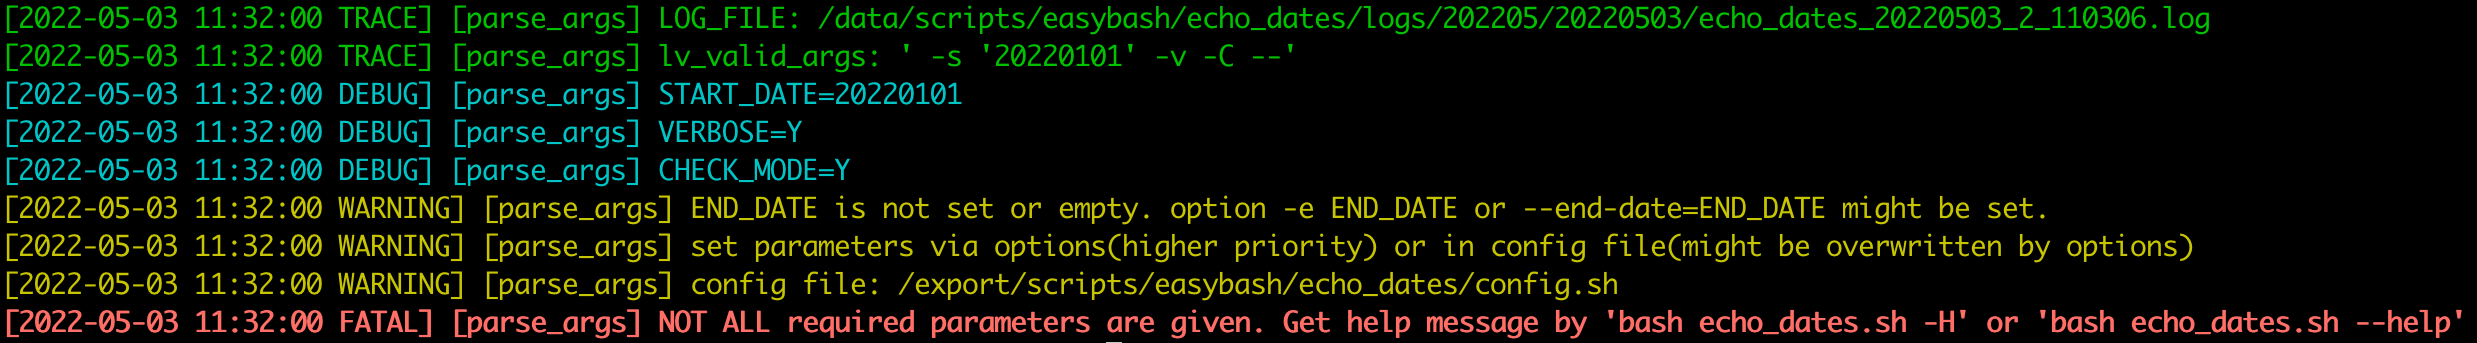 [2022-05-03 11:32:00 TRACE] [parse_args] LOG_FILE: /data/scripts/easybash/echo_dates/logs/202205/20220503/echo_dates_20220503_2_110306.log
[2022-05-03 11:32:00 TRACE] [parse_args] lv_valid_args: ' -s '20220101' -v -C --'
[2022-05-03 11:32:00 DEBUG] [parse_args] START_DATE=20220101
[2022-05-03 11:32:00 DEBUG] [parse_args] VERBOSE=Y
[2022-05-03 11:32:00 DEBUG] [parse_args] CHECK_MODE=Y
[2022-05-03 11:32:00 WARNING] [parse_args] END_DATE is not set or empty. option -e END_DATE or --end-date=END_DATE might be set.
[2022-05-03 11:32:00 WARNING] [parse_args] set parameters via options(higher priority) or in config file(might be overwritten by options)
[2022-05-03 11:32:00 WARNING] [parse_args] config file: /export/scripts/easybash/echo_dates/config.sh
[2022-05-03 11:32:00 FATAL] [parse_args] NOT ALL required parameters are given. Get help message by 'bash echo_dates.sh -H' or 'bash echo_dates.sh --help'